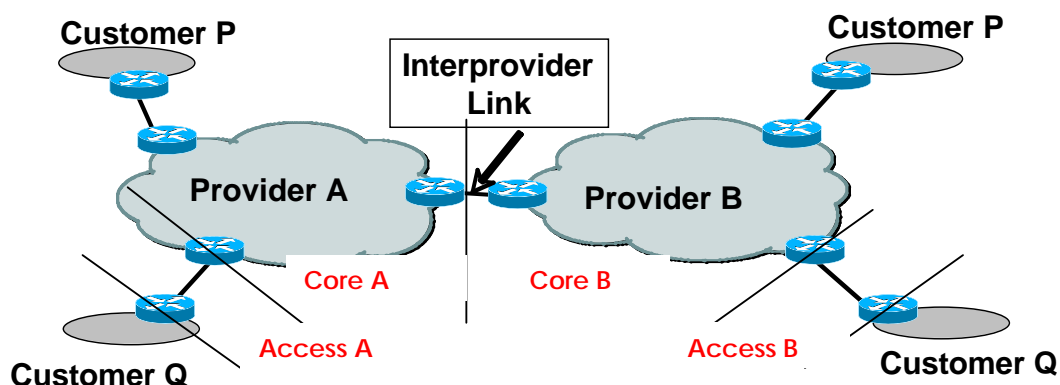 Customer P
Customer P
Interprovider
Link
Provider A
Provider B
Core A
Core B
Access A
Access B
Customer Q
Customer Q